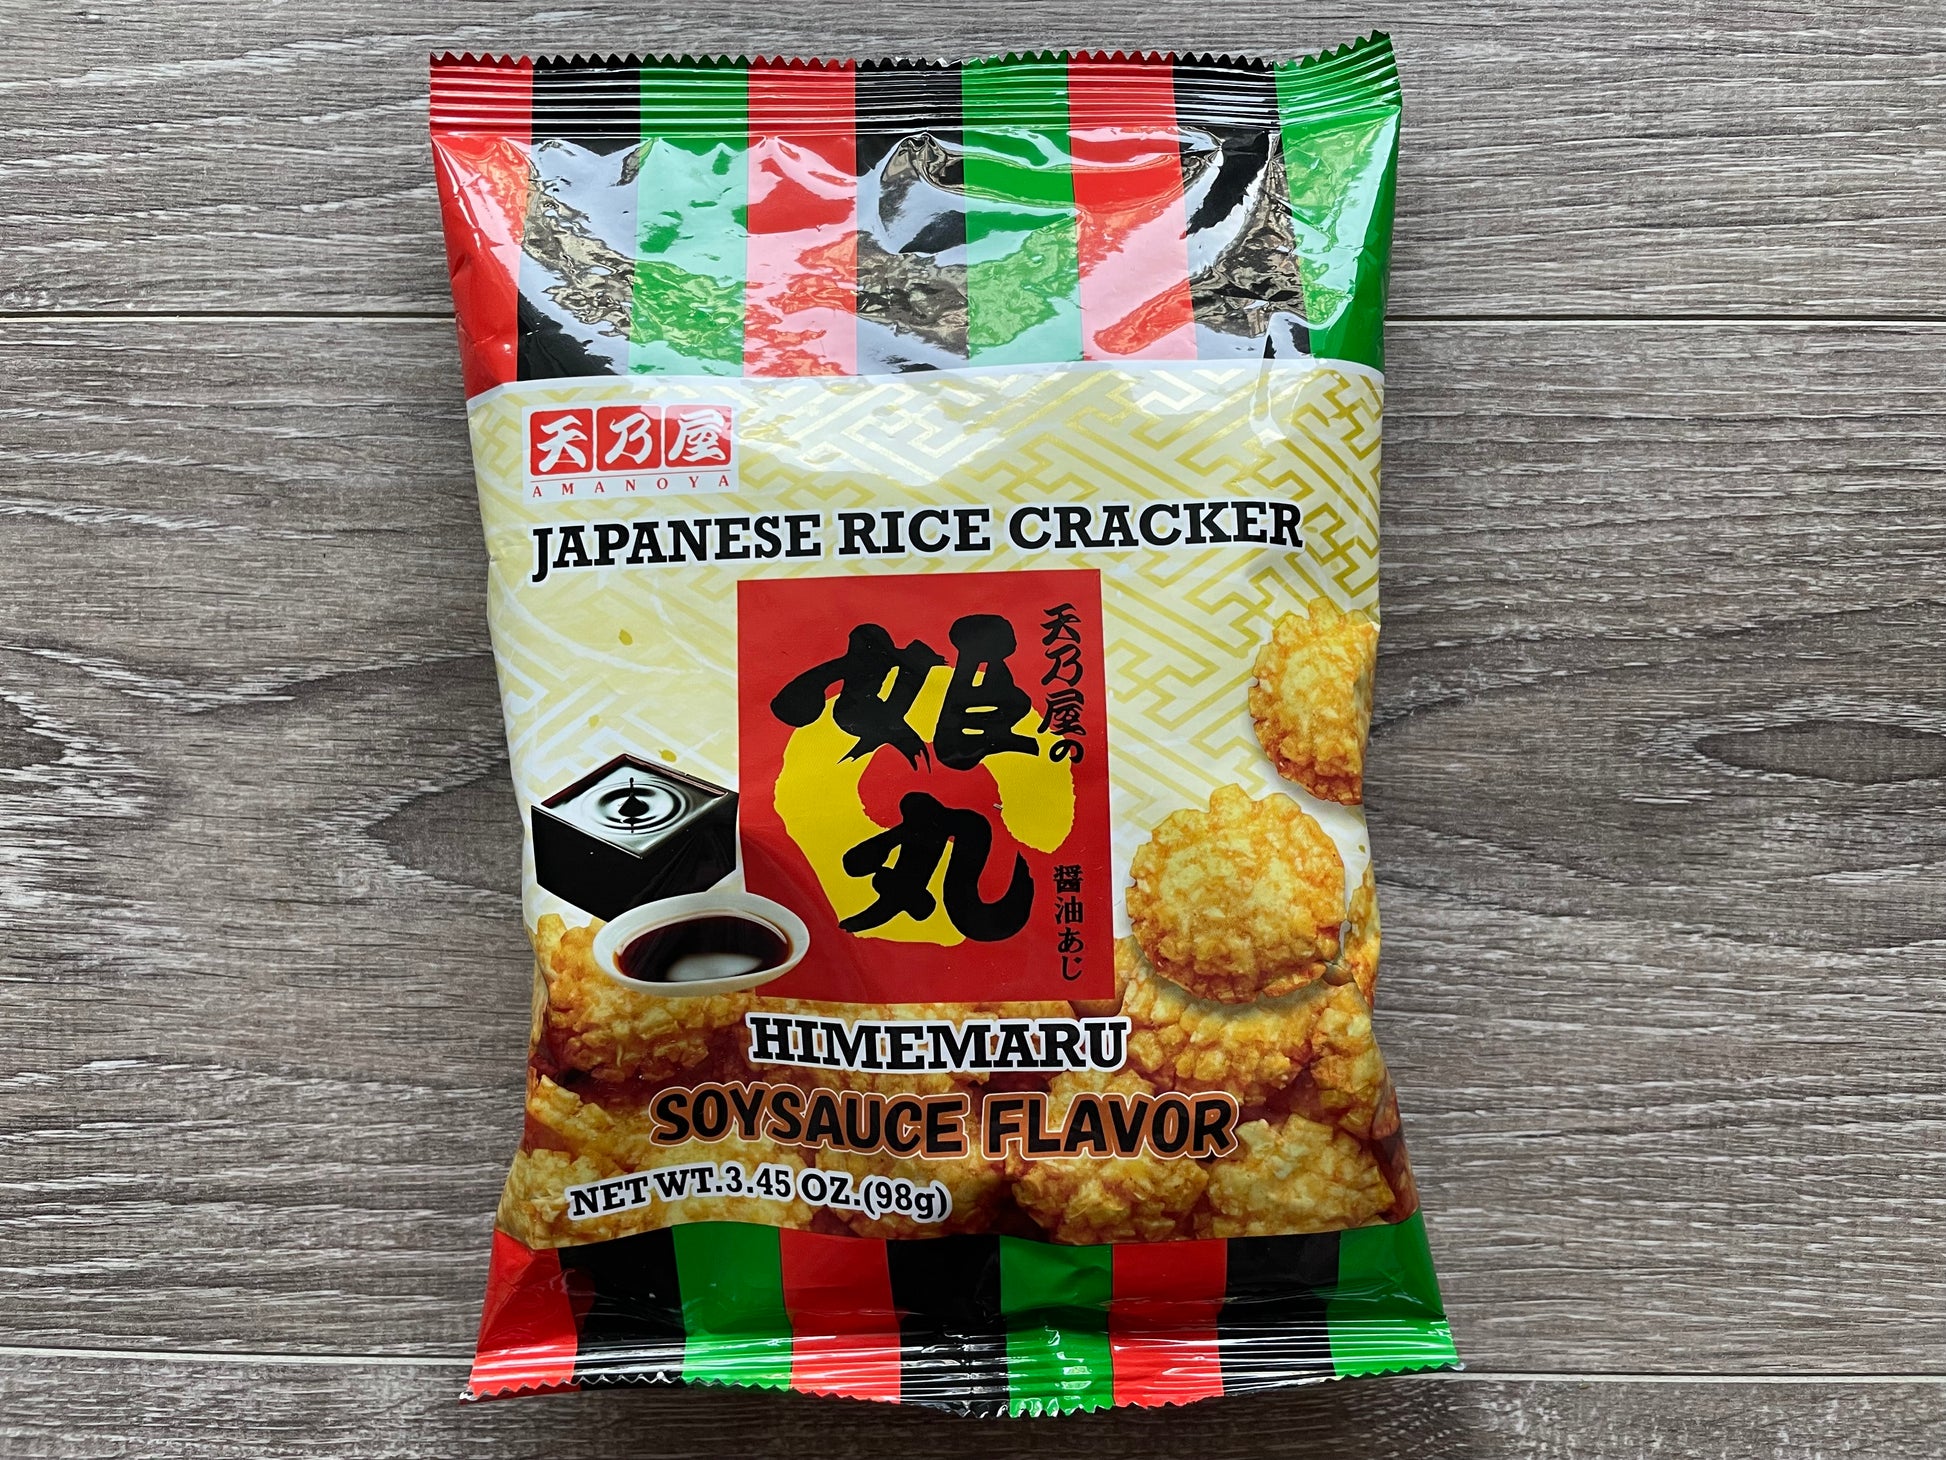 天乃屋
AMANOYA
JAPANESE RICE CRACKER
天乃屋の
姫丸
醤油あじ
HIMEMARU
SOYSAUCE FLAVOR
NET WT.3.45 OZ.(98g)